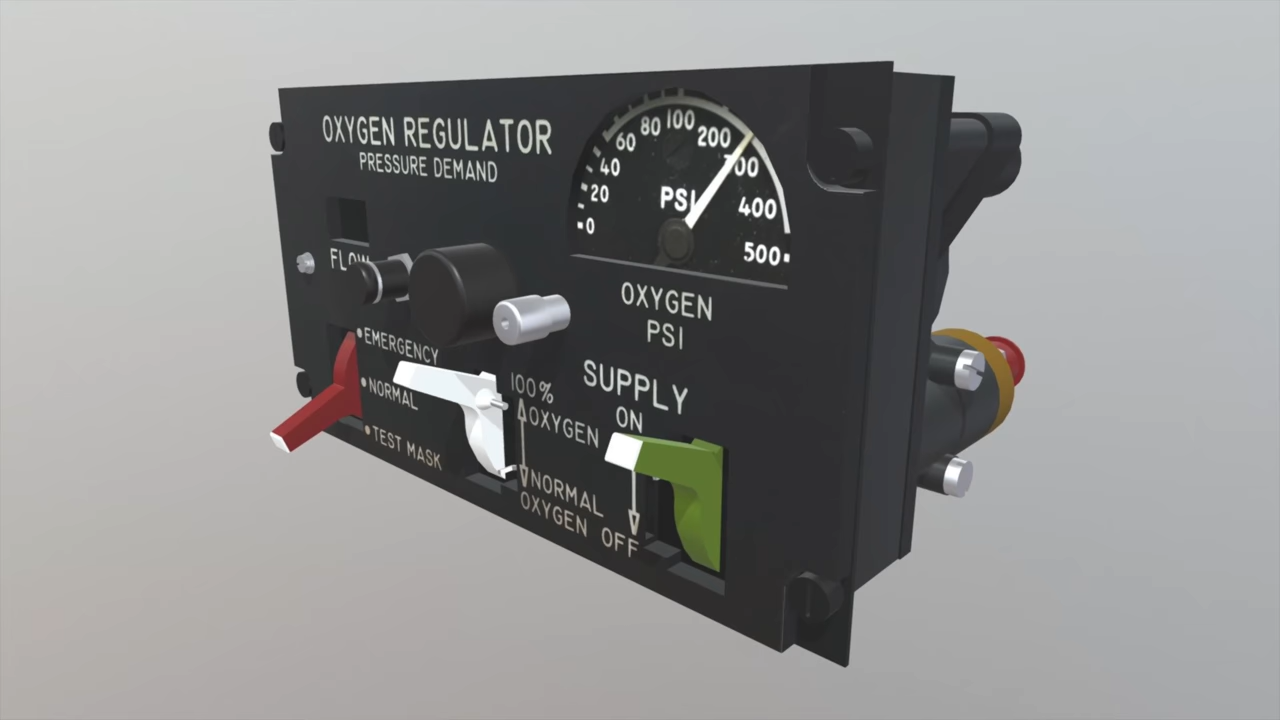 OXYGEN REGULATOR
PRESSURE DEMAND
0
20
40
60
80
100
200
300
400
500
PSI
FLOW
OXYGEN
PSI
EMERGENCY
NORMAL
TEST MASK
100%
OXYGEN
NORMAL
OXYGEN
SUPPLY
ON
OFF